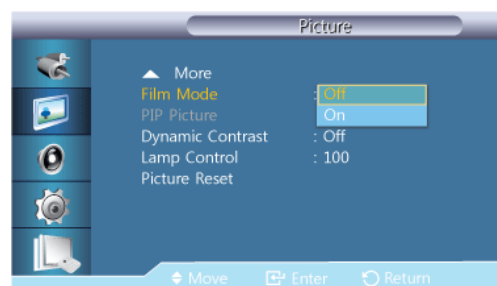 Picture
More
Film Mode : Off
PIP Picture On
Dynamic Contrast : Off
Lamp Control : 100
Picture Reset
Move Enter Return